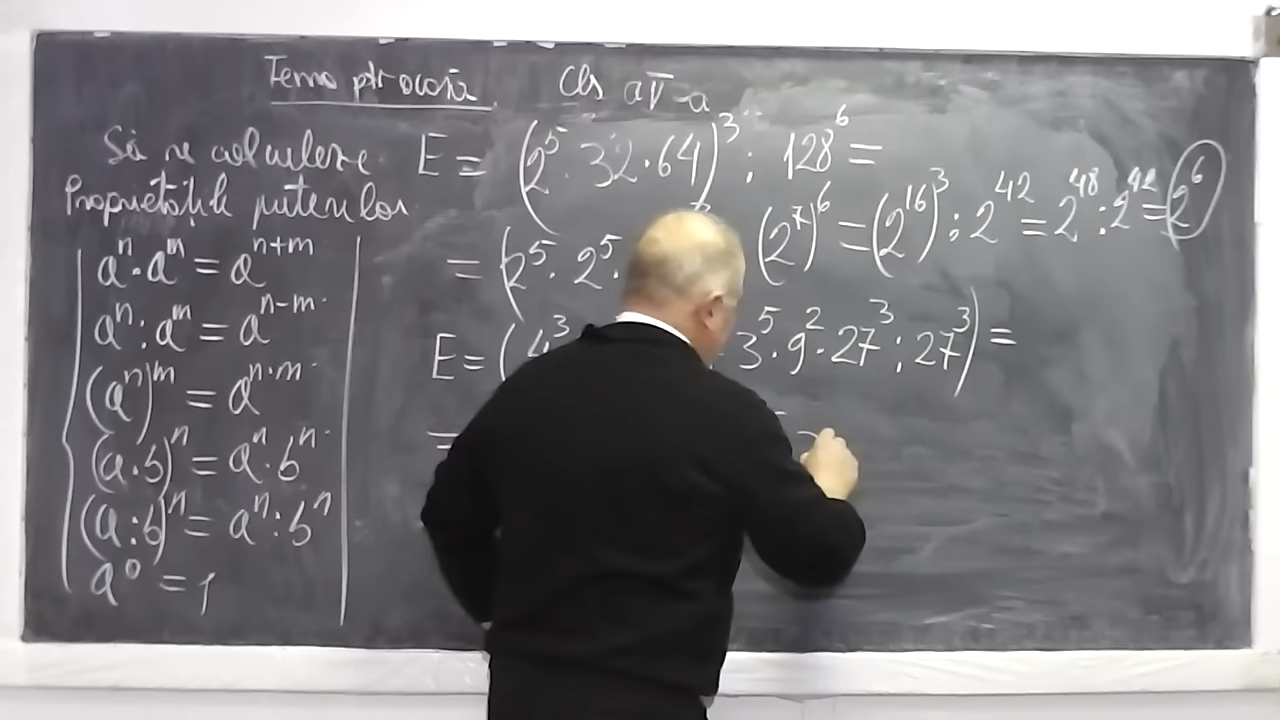 Tema ptr acasă cls a V-a
Să se calculeze E = (2⁵ · 32 · 64)³ : 128⁶ =
Proprietățile puterilor
= (2⁵ · 2⁵ · (2⁷)⁶ = (2¹⁶)³ : 2⁴² = 2⁴⁸ : 2⁴² = 2⁶
E = (4³ · 3⁵ · 9² · 27³ : 27³) =
=
aⁿ · aᵐ = aⁿ⁺ᵐ
aⁿ : aᵐ = aⁿ⁻ᵐ
(aⁿ)ᵐ = aⁿ·ᵐ
(a · b)ⁿ = aⁿ · bⁿ
(a : b)ⁿ = aⁿ : bⁿ
a⁰ = 1